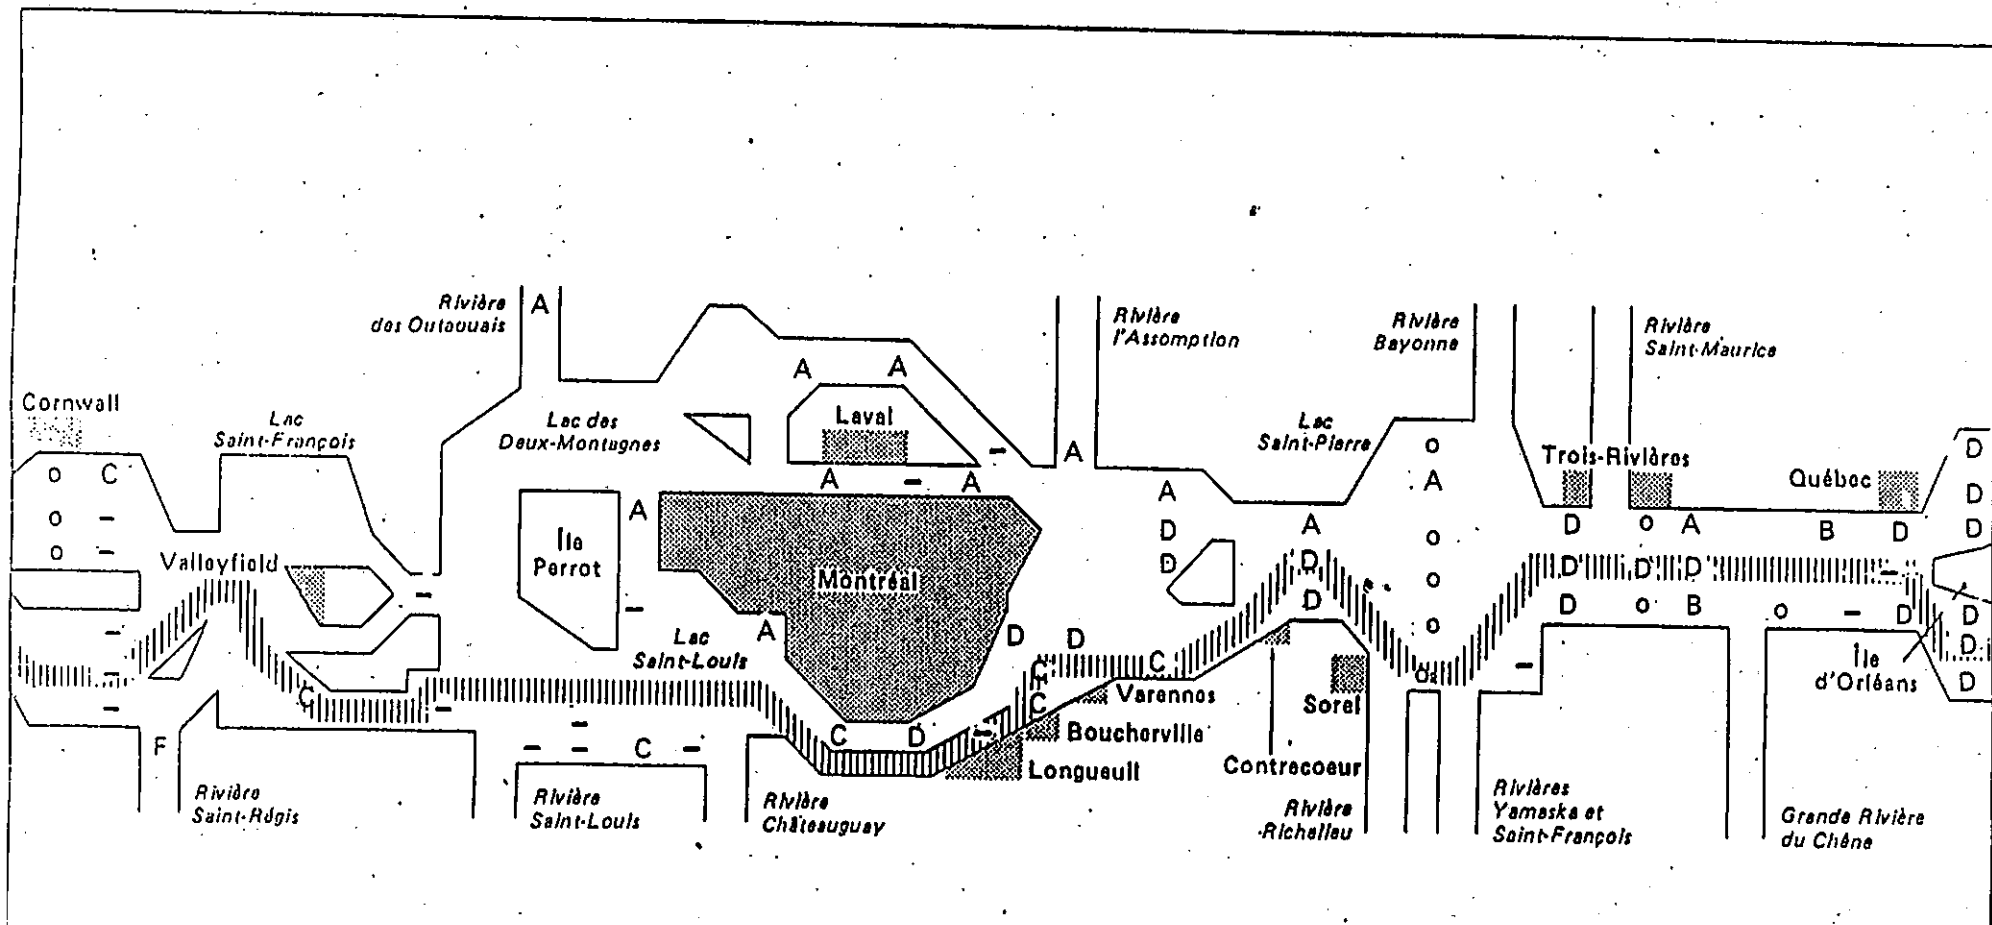 Rivière
des Outaouais
A
Rivière
l'Assomption
Rivière
Bayonne
Rivière
Saint-Maurice
A A
Cornwall
Lac
Saint-François
Lac des
Deux-Montagnes
Laval
Lac
Saint-Pierre
Trois-Rivières
Québec
o C
A A A
A
A
o
A
D
D
o -
o -
A
D
D
A
o
o
o
D o A B D
D
Valleyfield
Île
Perrot
Montréal
D
D
D D D
D o B o - D
D
D
D
Île
d'Orléans
-
-
-
-
-
A
Lac
Saint-Louis
D D
C C
C
C
-
C D -
o
-
Varennes
Boucherville
Longueuil
Contrecoeur
Sorel
F
- - C -
-
Rivière
Saint-Régis
Rivière
Saint-Louis
Rivière
Châteauguay
Rivière
Richelieu
Rivières
Yamaska et
Saint-François
Grande Rivière
du Chêne